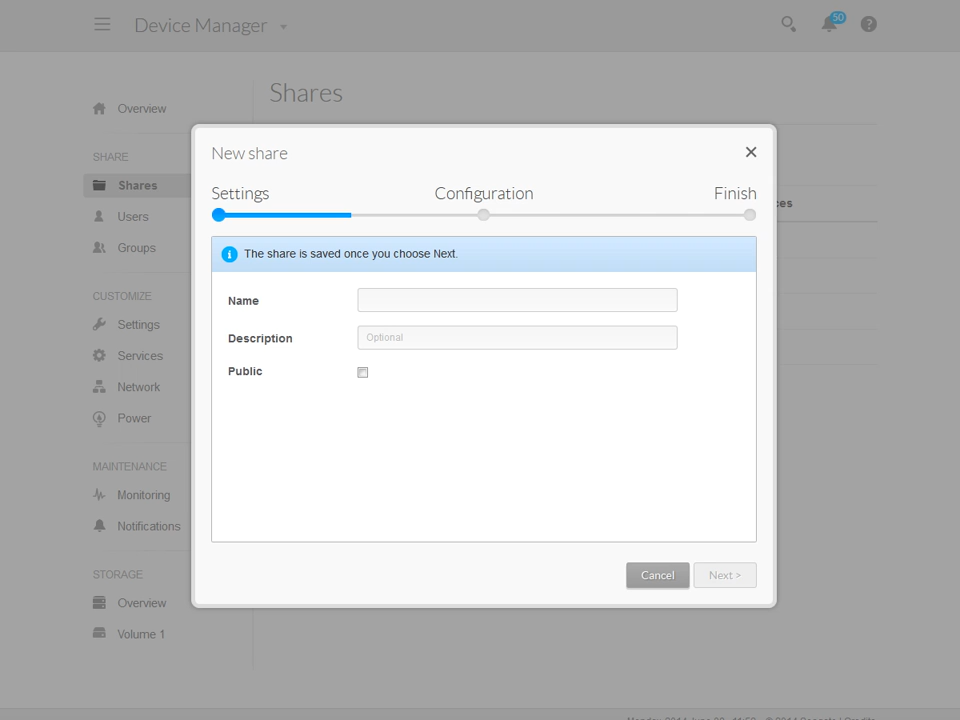 Device Manager
50
?
Shares
Overview
SHARE
Shares
Users
Groups
CUSTOMIZE
Settings
Services
Network
Power
MAINTENANCE
Monitoring
Notifications
STORAGE
Overview
Volume 1
New share
Settings Configuration Finish
The share is saved once you choose Next.
Name
Description Optional
Public
Cancel Next >